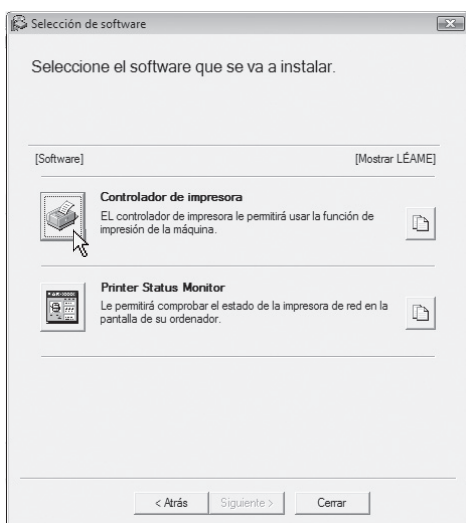 Selección de software
Seleccione el software que se va a instalar.
[Software] [Mostrar LÉAME]
Controlador de impresora
EL controlador de impresora le permitirá usar la función de
impresión de la máquina.
Printer Status Monitor
Le permitirá comprobar el estado de la impresora de red en la
pantalla de su ordenador.
< Atrás Siguiente > Cerrar